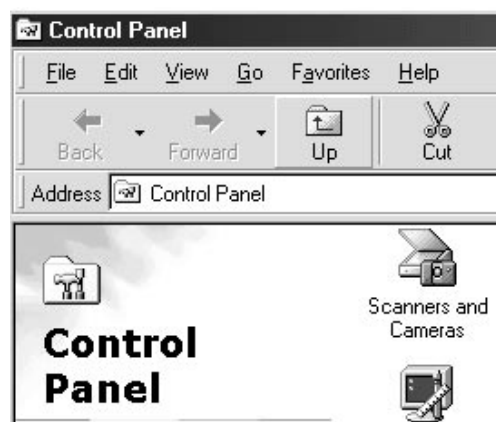 Control Panel
File Edit View Go Favorites Help
Back Forward Up Cut
Address Control Panel
Scanners and
Cameras
Control
Panel